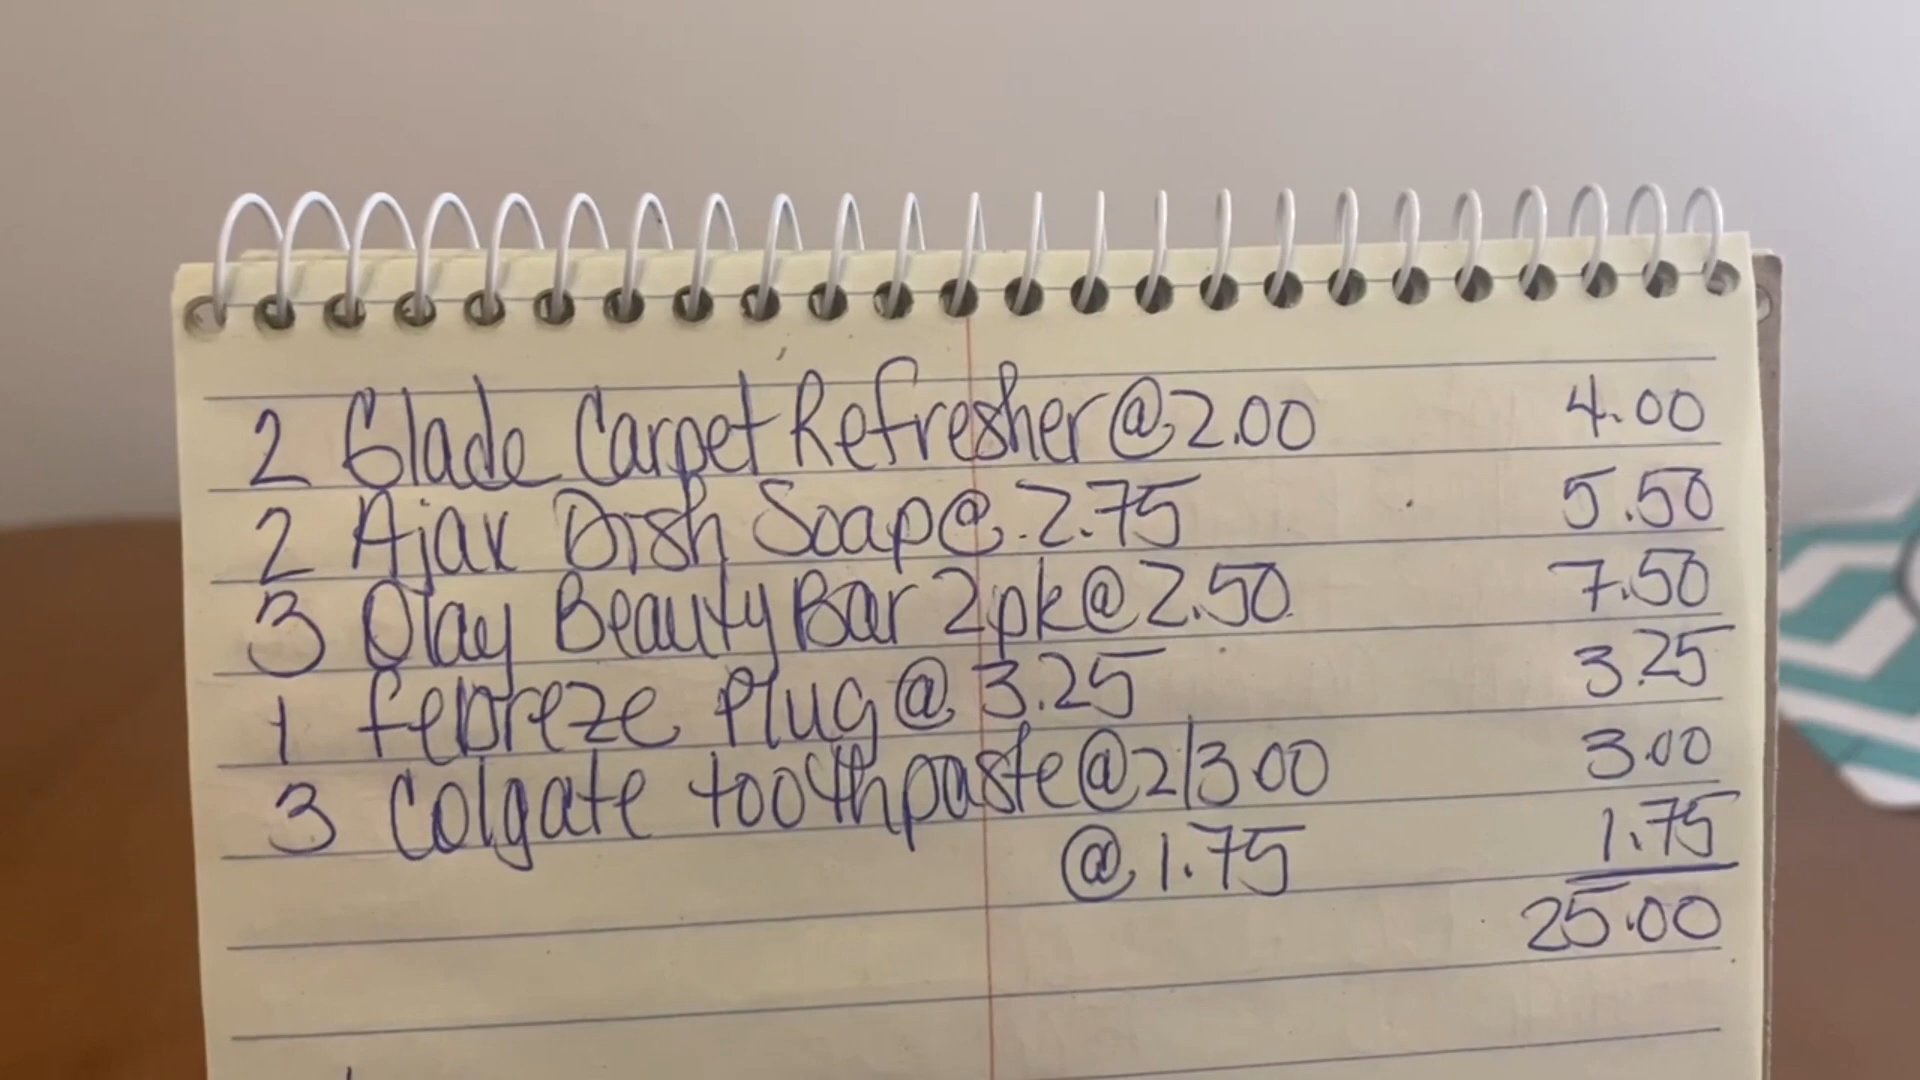 2 Glade Carpet Refresher @ 2.00 4.00
2 Ajax Dish Soap @ 2.75 5.50
3 Olay Beauty Bar 2pk @ 2.50 7.50
1 Febreze Plug @ 3.25 3.25
3 Colgate toothpaste @ 2/3.00 3.00
@ 1.75 1.75
25.00